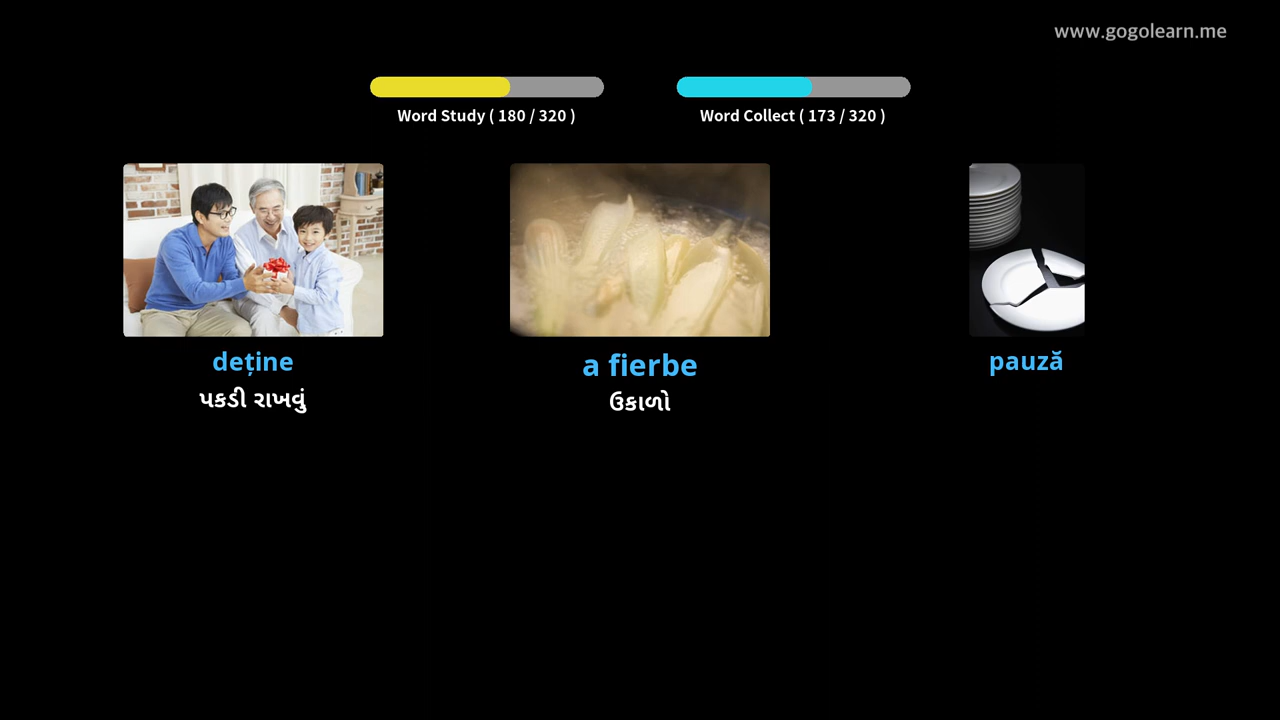 www.gogolearn.me
Word Study ( 180 / 320 )
Word Collect ( 173 / 320 )
deține
પકડી રાખવું
a fierbe
ઉકાળો
pauză